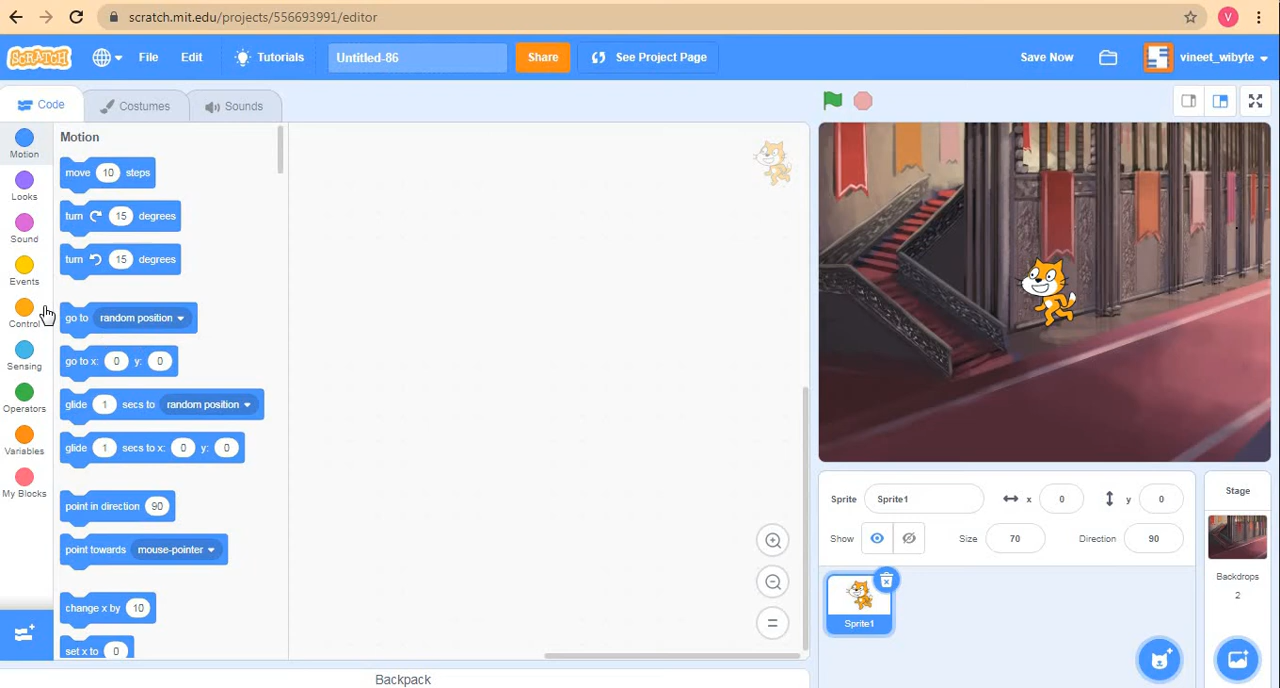 scratch.mit.edu/projects/556693991/editor
V
SCRATCH File Edit Tutorials Untitled-86 Share See Project Page Save Now vineet_wibyte
Code Costumes Sounds
Motion
Looks
Sound
Events
Control
Sensing
Operators
Variables
My Blocks
Motion
move 10 steps
turn 15 degrees
turn 15 degrees
go to random position
go to x: 0 y: 0
glide 1 secs to random position
glide 1 secs to x: 0 y: 0
point in direction 90
point towards mouse-pointer
change x by 10
set x to 0
Backpack
Sprite Sprite1 x 0 y 0
Show Size 70 Direction 90
Sprite1
Stage
Backdrops
2